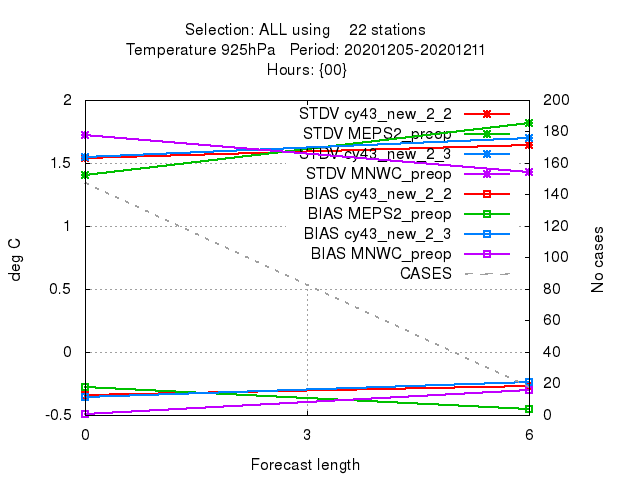 Selection: ALL using 22 stations
Temperature 925hPa Period: 20201205-20201211
Hours: {00}
2 200
STDV cy43_new_2_2
180
STDV MEPS2_preop
1.5 160
STDV cy43_new_2_3
STDV MNWC_preop
140
BIAS cy43_new_2_2
BIAS MEPS2_preop
1 120
BIAS cy43_new_2_3
BIAS MNWC_preop
100
CASES
0.5 80
60
0 40
20
-0.5 0
0 3 6
deg C
No cases
Forecast length